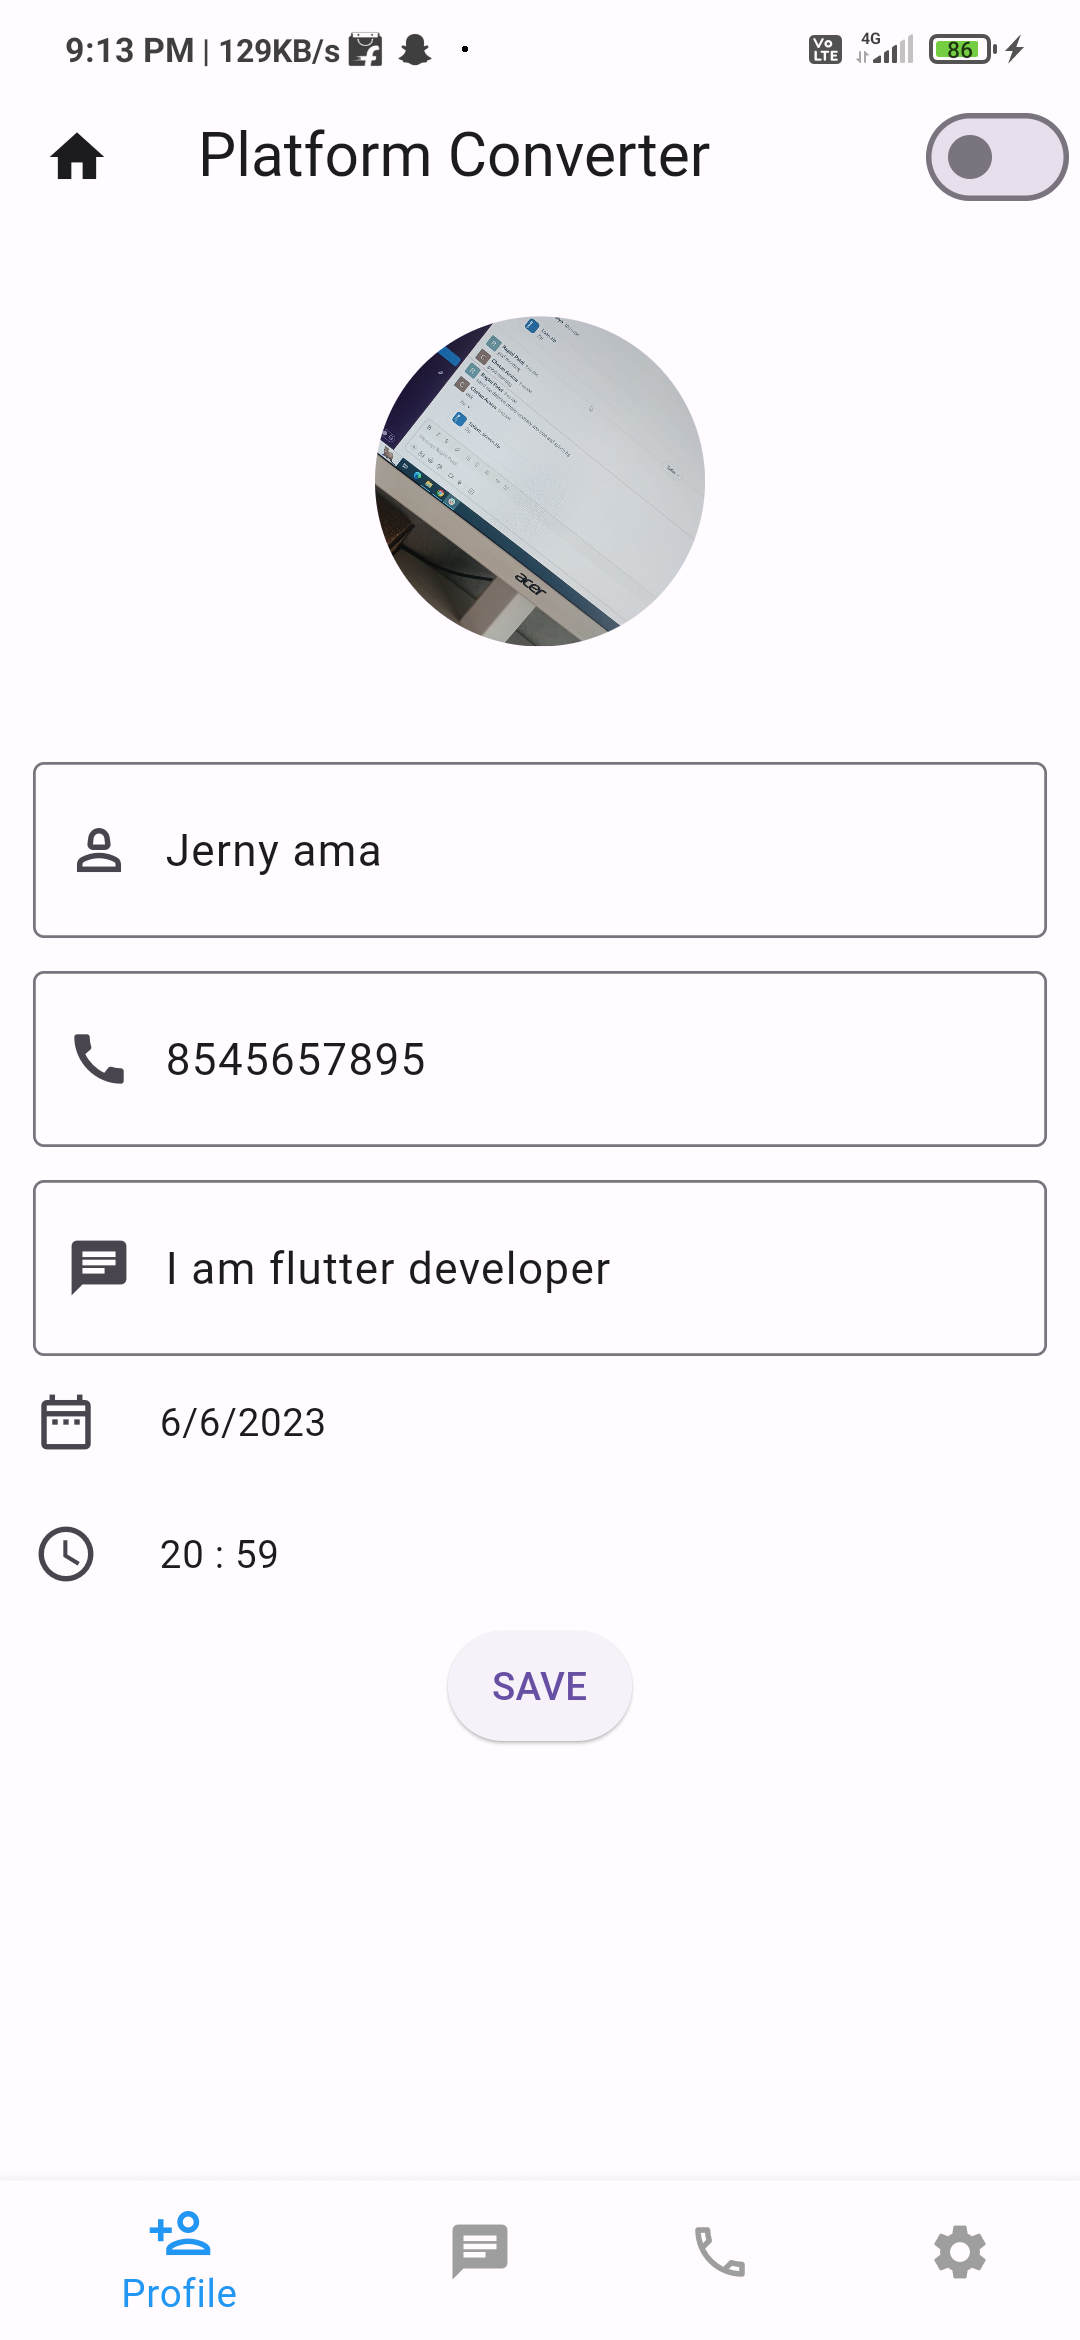 9:13 PM | 129KB/s
Vo LTE
4G
86
Platform Converter
acer
Jerny ama
8545657895
I am flutter developer
6/6/2023
20 : 59
SAVE
Profile